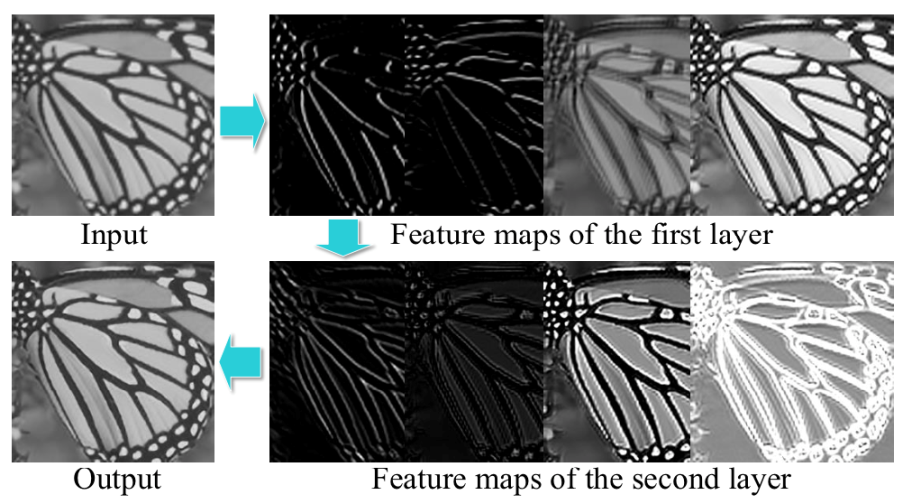 Input
Feature maps of the first layer
Output
Feature maps of the second layer